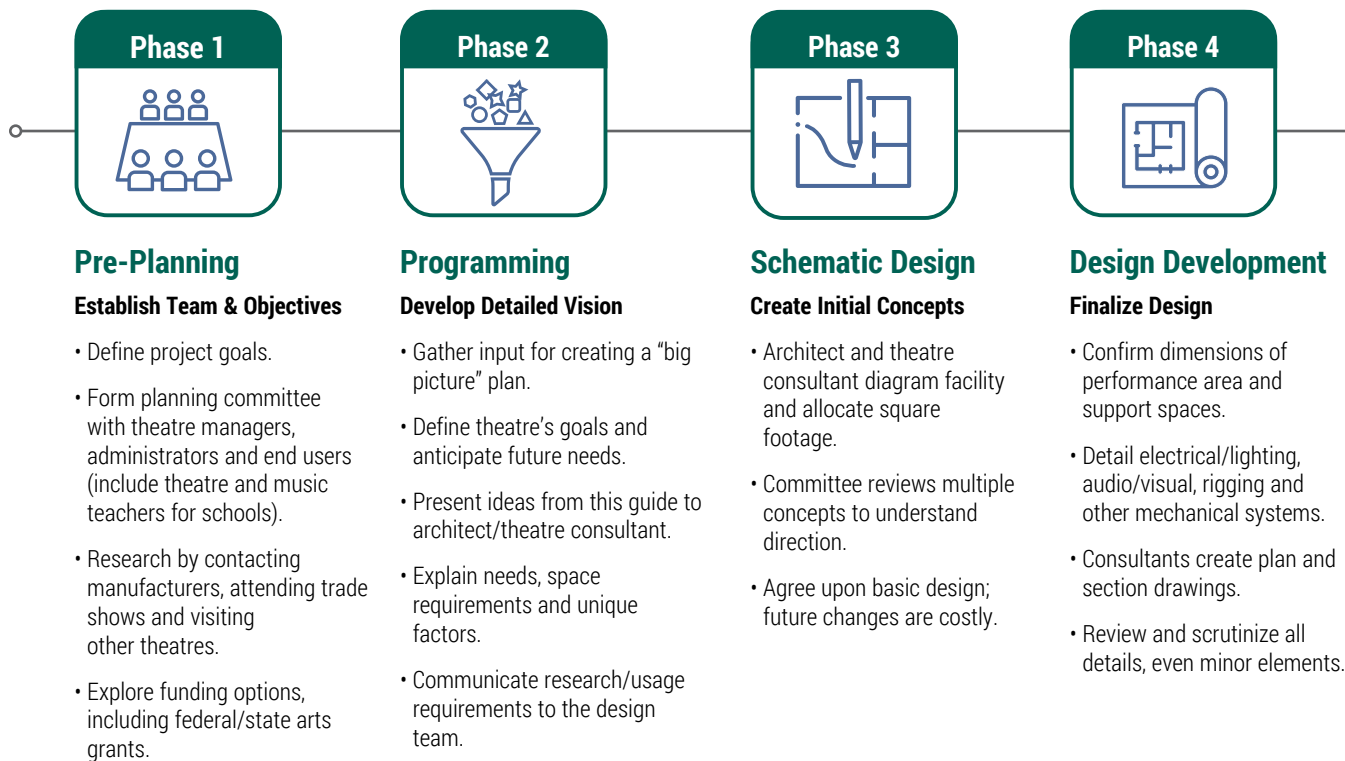 Phase 1
Pre-Planning
Establish Team & Objectives
• Define project goals.
• Form planning committee
with theatre managers,
administrators and end users
(include theatre and music
teachers for schools).
• Research by contacting
manufacturers, attending trade
shows and visiting
other theatres.
• Explore funding options,
including federal/state arts
grants.
Phase 2
Programming
Develop Detailed Vision
• Gather input for creating a “big
picture” plan.
• Define theatre’s goals and
anticipate future needs.
• Present ideas from this guide to
architect/theatre consultant.
• Explain needs, space
requirements and unique
factors.
• Communicate research/usage
requirements to the design
team.
Phase 3
Schematic Design
Create Initial Concepts
• Architect and theatre
consultant diagram facility
and allocate square
footage.
• Committee reviews multiple
concepts to understand
direction.
• Agree upon basic design;
future changes are costly.
Phase 4
Design Development
Finalize Design
• Confirm dimensions of
performance area and
support spaces.
• Detail electrical/lighting,
audio/visual, rigging and
other mechanical systems.
• Consultants create plan and
section drawings.
• Review and scrutinize all
details, even minor elements.